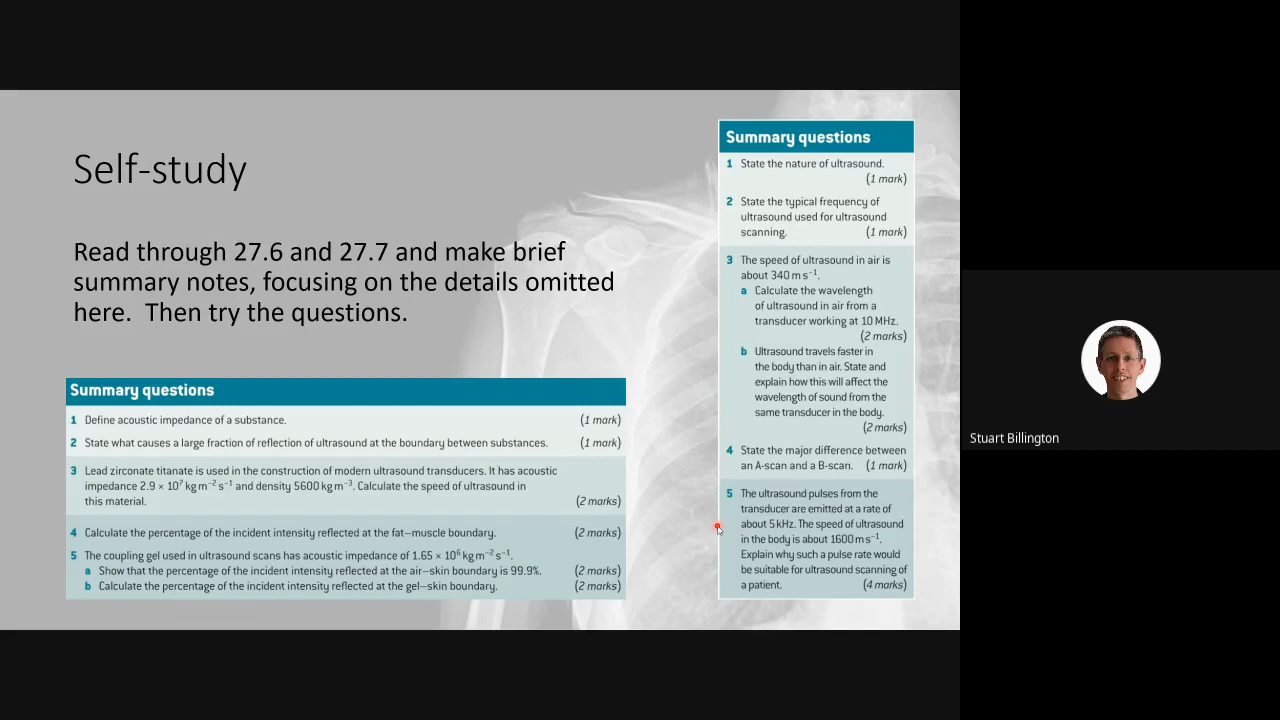 Self-study
Read through 27.6 and 27.7 and make brief
summary notes, focusing on the details omitted
here.  Then try the questions.
Summary questions
1 Define acoustic impedance of a substance. (1 mark)
2 State what causes a large fraction of reflection of ultrasound at the boundary between substances. (1 mark)
3 Lead zirconate titanate is used in the construction of modern ultrasound transducers. It has acoustic
impedance 2.9 × 10⁷ kg m⁻² s⁻¹ and density 5600 kg m⁻³. Calculate the speed of ultrasound in
this material. (2 marks)
4 Calculate the percentage of the incident intensity reflected at the fat–muscle boundary. (2 marks)
5 The coupling gel used in ultrasound scans has acoustic impedance of 1.65 × 10⁶ kg m⁻² s⁻¹.
a Show that the percentage of the incident intensity reflected at the air–skin boundary is 99.9%. (2 marks)
b Calculate the percentage of the incident intensity reflected at the gel–skin boundary. (2 marks)
Summary questions
1 State the nature of ultrasound.
(1 mark)
2 State the typical frequency of
ultrasound used for ultrasound
scanning. (1 mark)
3 The speed of ultrasound in air is
about 340 m s⁻¹.
a Calculate the wavelength
of ultrasound in air from a
transducer working at 10 MHz.
(2 marks)
b Ultrasound travels faster in
the body than in air. State and
explain how this will affect the
wavelength of sound from the
same transducer in the body.
(2 marks)
4 State the major difference between
an A-scan and a B-scan. (1 mark)
5 The ultrasound pulses from the
transducer are emitted at a rate of
about 5 kHz. The speed of ultrasound
in the body is about 1600 m s⁻¹.
Explain why such a pulse rate would
be suitable for ultrasound scanning of
a patient. (4 marks)
Stuart Billington